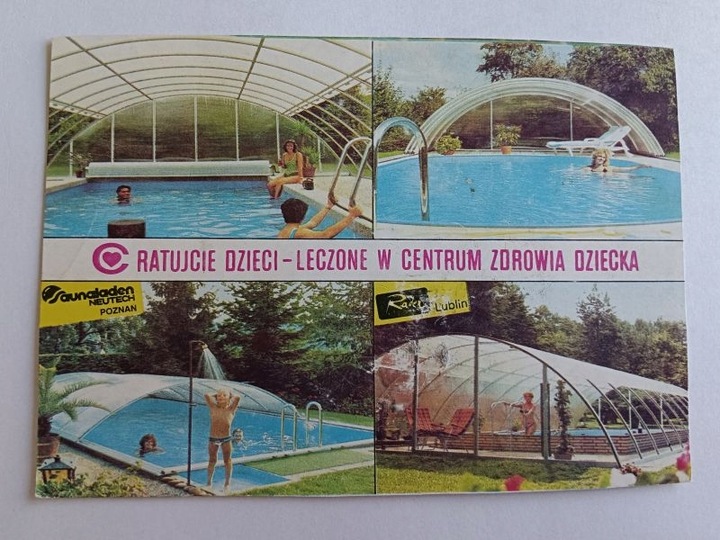 RATUJCIE DZIECI - LECZONE W CENTRUM ZDROWIA DZIECKA
Saunaladen
NEUTECH
POZNAŃ
Lublin